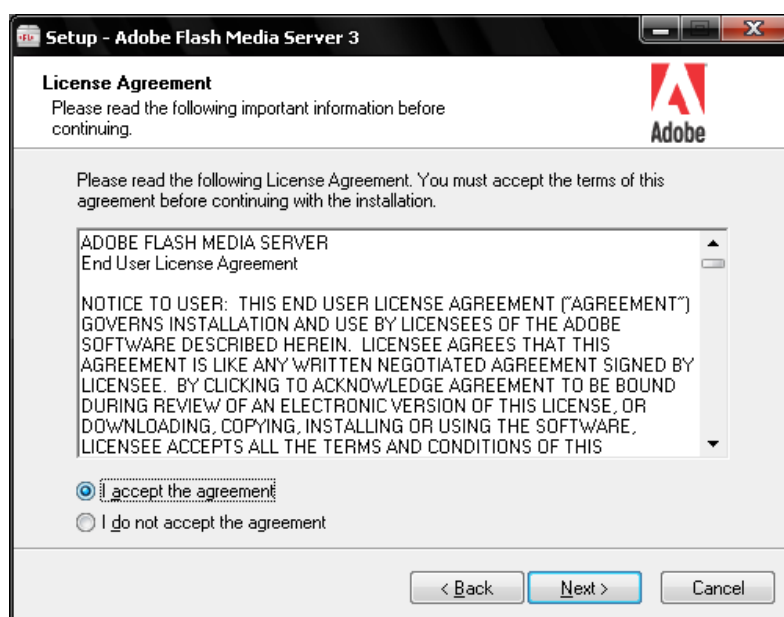 Setup - Adobe Flash Media Server 3
License Agreement
Please read the following important information before
continuing.
Adobe
Please read the following License Agreement. You must accept the terms of this
agreement before continuing with the installation.
ADOBE FLASH MEDIA SERVER
End User License Agreement
NOTICE TO USER:  THIS END USER LICENSE AGREEMENT ("AGREEMENT")
GOVERNS INSTALLATION AND USE BY LICENSEES OF THE ADOBE
SOFTWARE DESCRIBED HEREIN.  LICENSEE AGREES THAT THIS
AGREEMENT IS LIKE ANY WRITTEN NEGOTIATED AGREEMENT SIGNED BY
LICENSEE.  BY CLICKING TO ACKNOWLEDGE AGREEMENT TO BE BOUND
DURING REVIEW OF AN ELECTRONIC VERSION OF THIS LICENSE, OR
DOWNLOADING, COPYING, INSTALLING OR USING THE SOFTWARE,
LICENSEE ACCEPTS ALL THE TERMS AND CONDITIONS OF THIS
I accept the agreement
I do not accept the agreement
< Back
Next >
Cancel